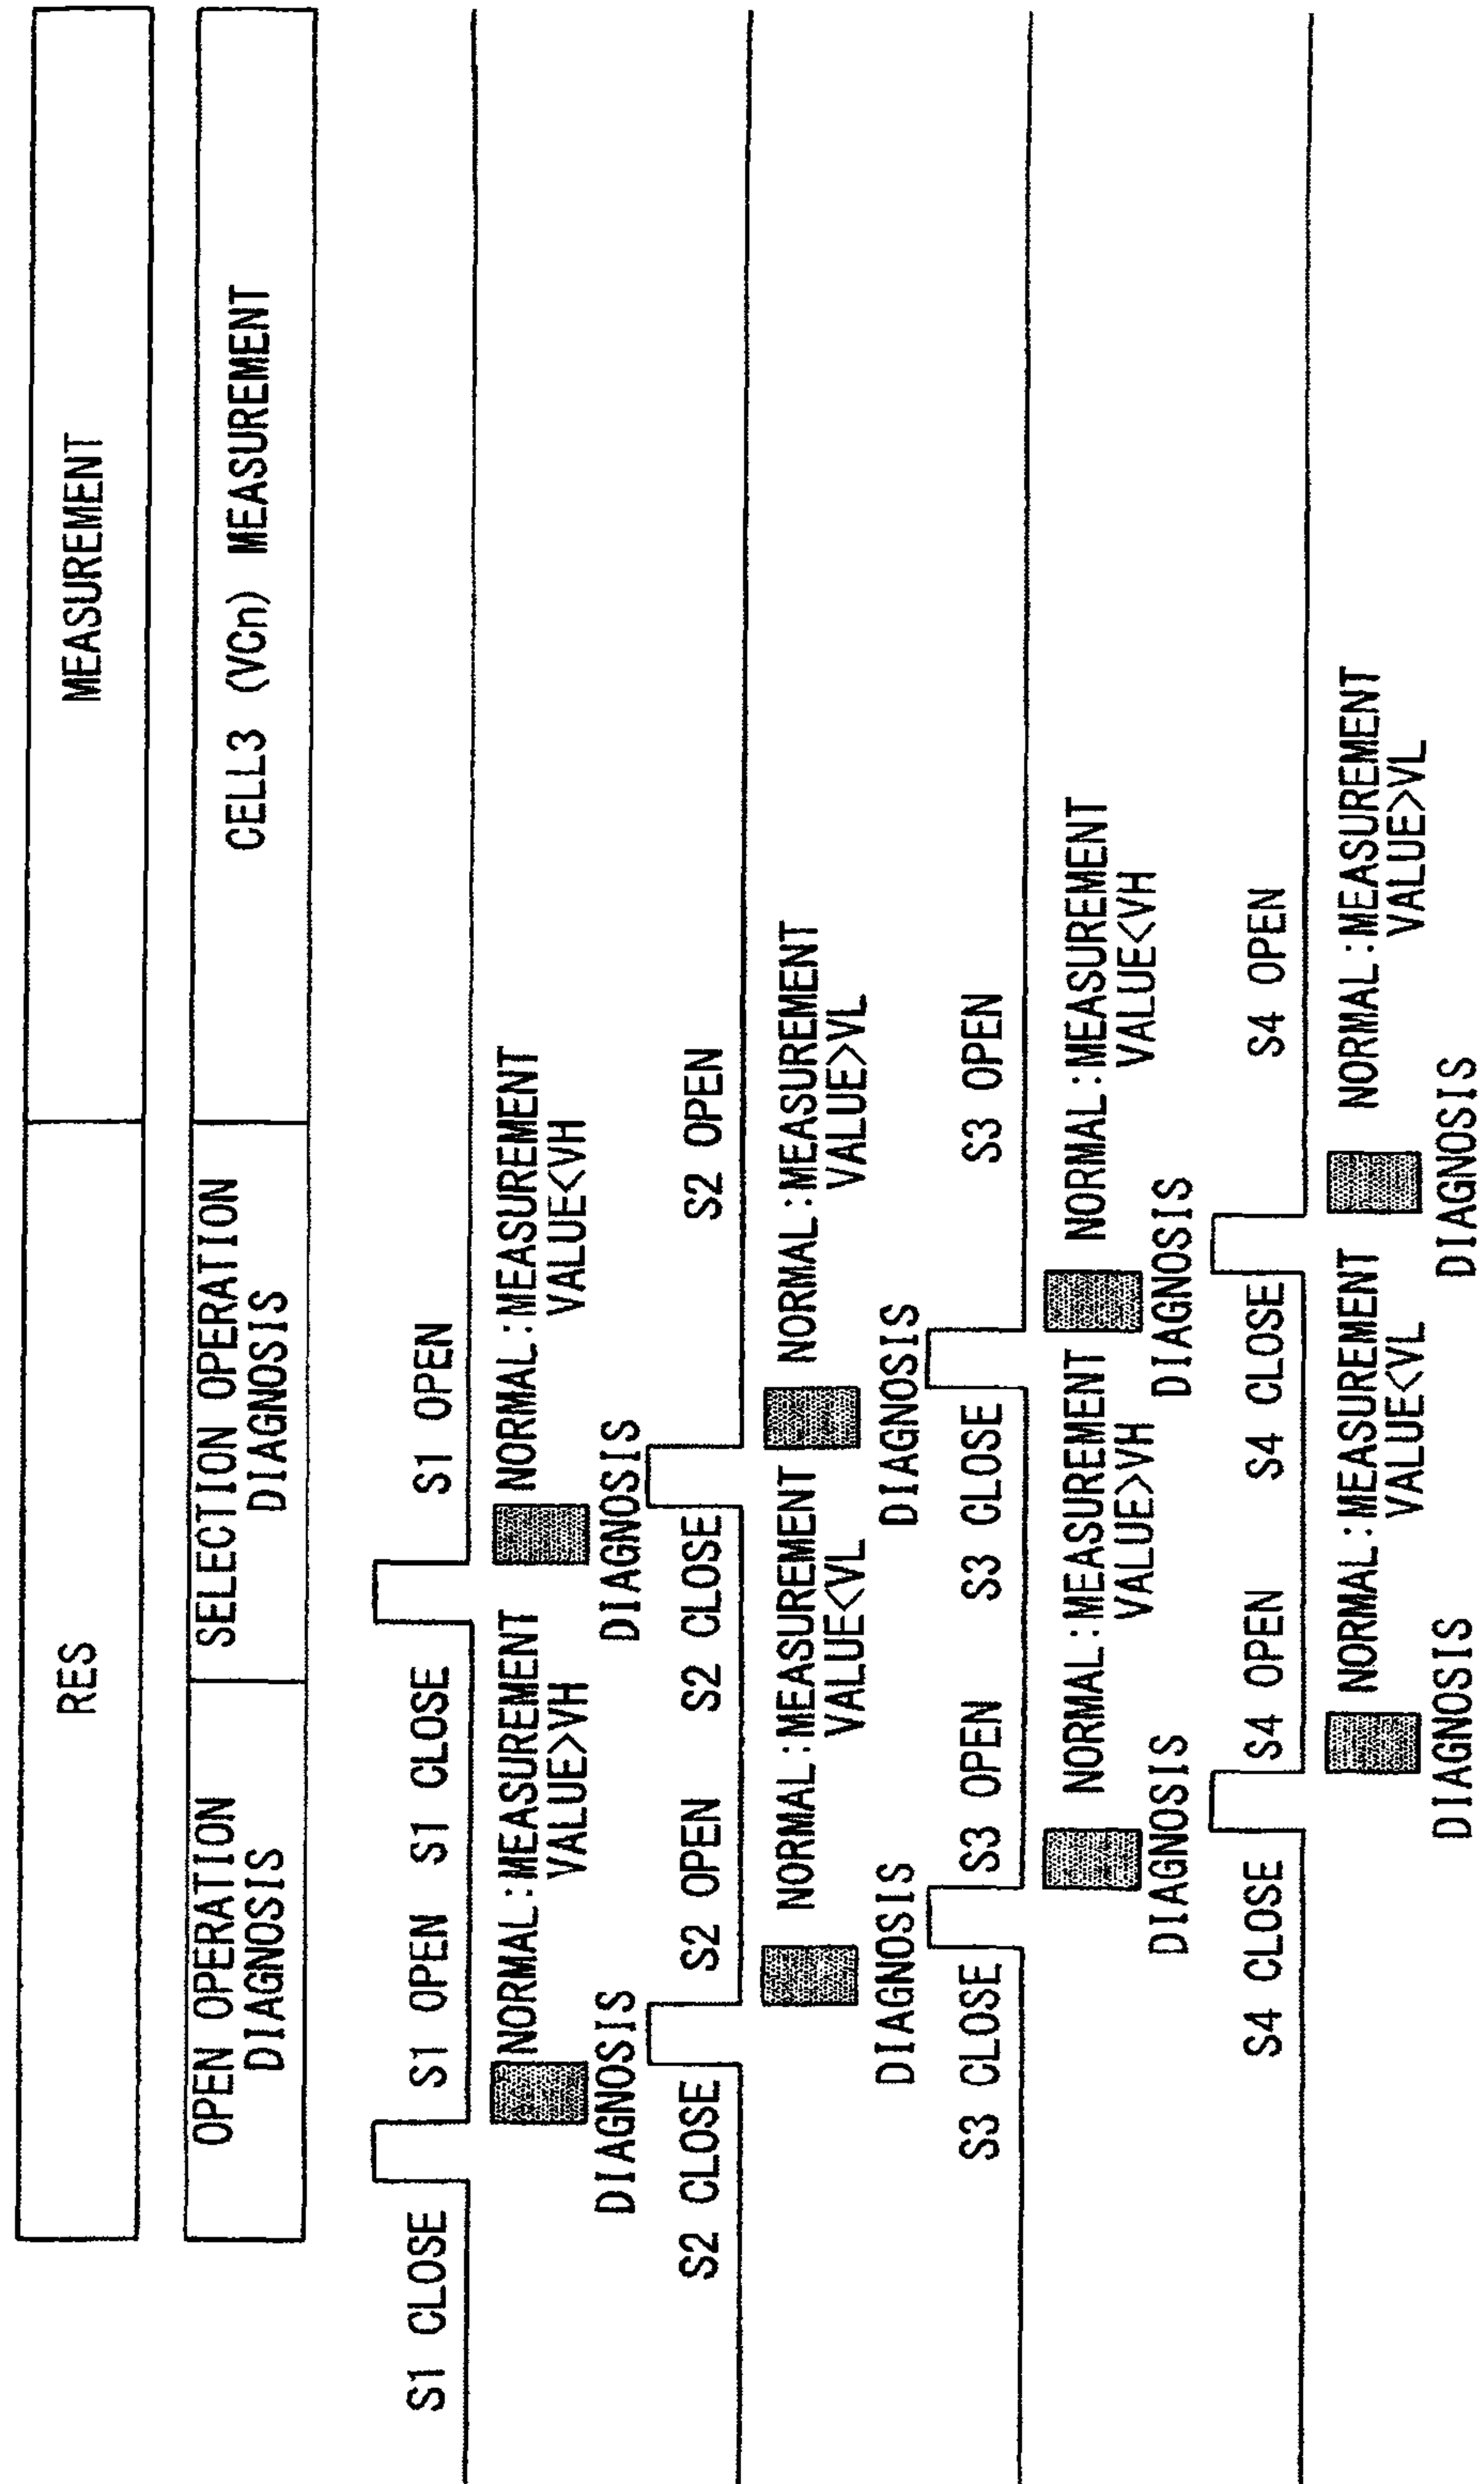 RES
MEASUREMENT
OPEN OPERATION
DIAGNOSIS
SELECTION OPERATION
DIAGNOSIS
CELL3 (VCn) MEASUREMENT
S1 CLOSE
S1 OPEN
S1 CLOSE
S1 OPEN
NORMAL:MEASUREMENT
VALUE>VH
NORMAL:MEASUREMENT
VALUE<VH
DIAGNOSIS
DIAGNOSIS
S2 CLOSE
S2 OPEN
S2 CLOSE
S2 OPEN
NORMAL:MEASUREMENT
VALUE<VL
NORMAL:MEASUREMENT
VALUE>VL
DIAGNOSIS
DIAGNOSIS
S3 CLOSE
S3 OPEN
S3 CLOSE
S3 OPEN
NORMAL:MEASUREMENT
VALUE>VH
NORMAL:MEASUREMENT
VALUE<VH
DIAGNOSIS
DIAGNOSIS
S4 CLOSE
S4 OPEN
S4 CLOSE
S4 OPEN
NORMAL:MEASUREMENT
VALUE<VL
NORMAL:MEASUREMENT
VALUE>VL
DIAGNOSIS
DIAGNOSIS